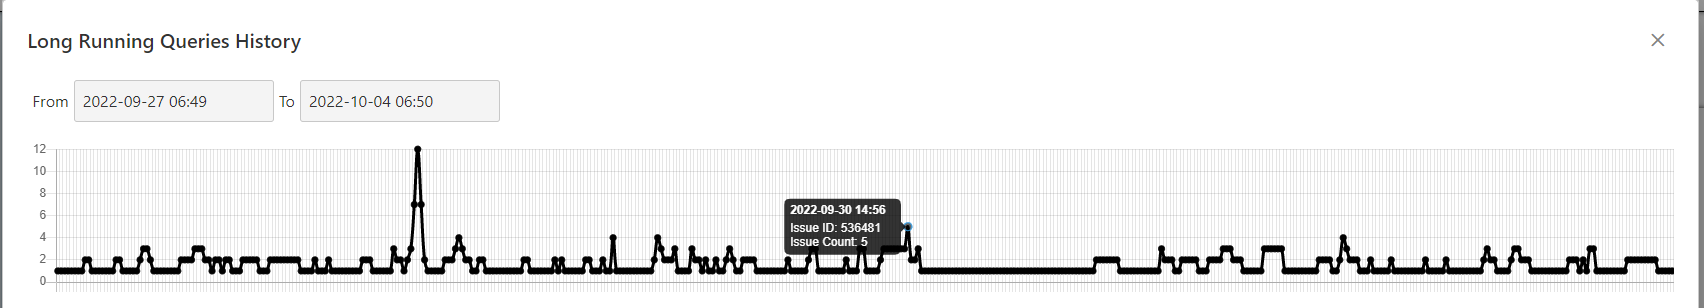 Long Running Queries History
From 2022-09-27 06:49 To 2022-10-04 06:50
12
10
8
6
4
2
0
2022-09-30 14:56
Issue ID: 536481
Issue Count: 5